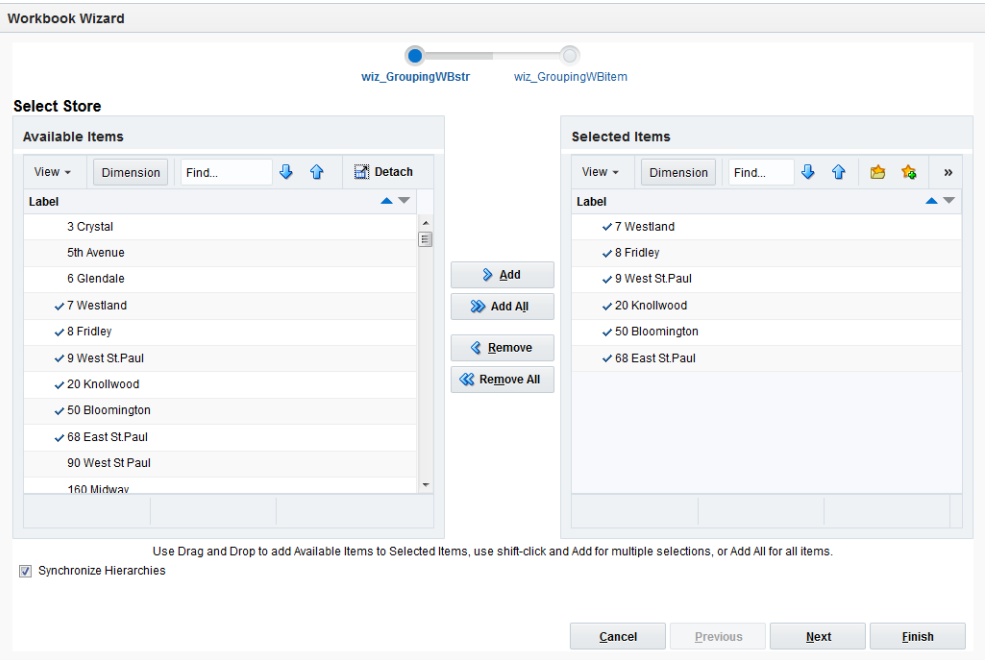 Workbook Wizard
wiz_GroupingWBstr
wiz_GroupingWBitem
Select Store
Available Items
View
Dimension
Find...
Detach
Label
3 Crystal
5th Avenue
6 Glendale
7 Westland
8 Fridley
9 West St.Paul
20 Knollwood
50 Bloomington
68 East St.Paul
90 West St Paul
160 Midway
Add
Add All
Remove
Remove All
Selected Items
View
Dimension
Find...
»
Label
7 Westland
8 Fridley
9 West St.Paul
20 Knollwood
50 Bloomington
68 East St.Paul
Use Drag and Drop to add Available Items to Selected Items, use shift-click and Add for multiple selections, or Add All for all items.
Synchronize Hierarchies
Cancel
Previous
Next
Finish